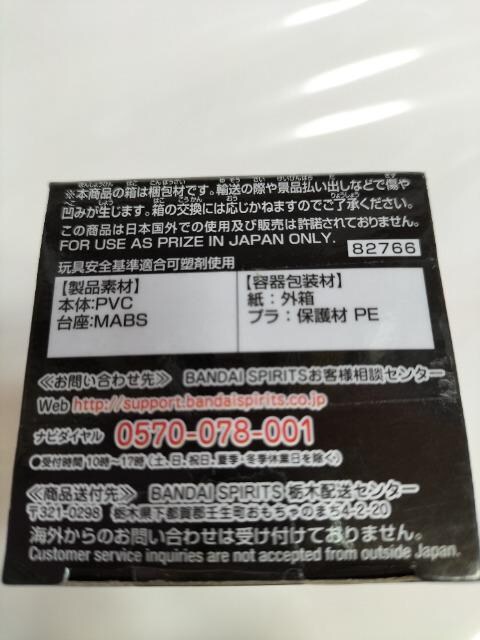 ※本商品の箱は梱包材です。輸送の際や景品払い出しなどで傷や
凹みが生じます。箱の交換には応じかねますのでご了承ください。
この商品は日本国外での使用及び販売は許諾されておりません。
FOR USE AS PRIZE IN JAPAN ONLY.
82766
玩具安全基準適合可塑剤使用
【製品素材】
本体:PVC
台座:MABS
【容器包装材】
紙:外箱
プラ:保護材 PE
≪お問い合わせ先≫ BANDAI SPIRITSお客様相談センター
Web http://support.bandaispirits.co.jp
ナビダイヤル 0570-078-001
●受付時間 10時~17時(土、日、祝日、夏季・冬季休業日を除く)
≪商品送付先≫ BANDAI SPIRITS 栃木配送センター
〒321-0298 栃木県下都賀郡壬生町おもちゃのまち4-2-20
海外からのお問い合わせは受け付けておりません。
Customer service inquiries are not accepted from outside Japan.